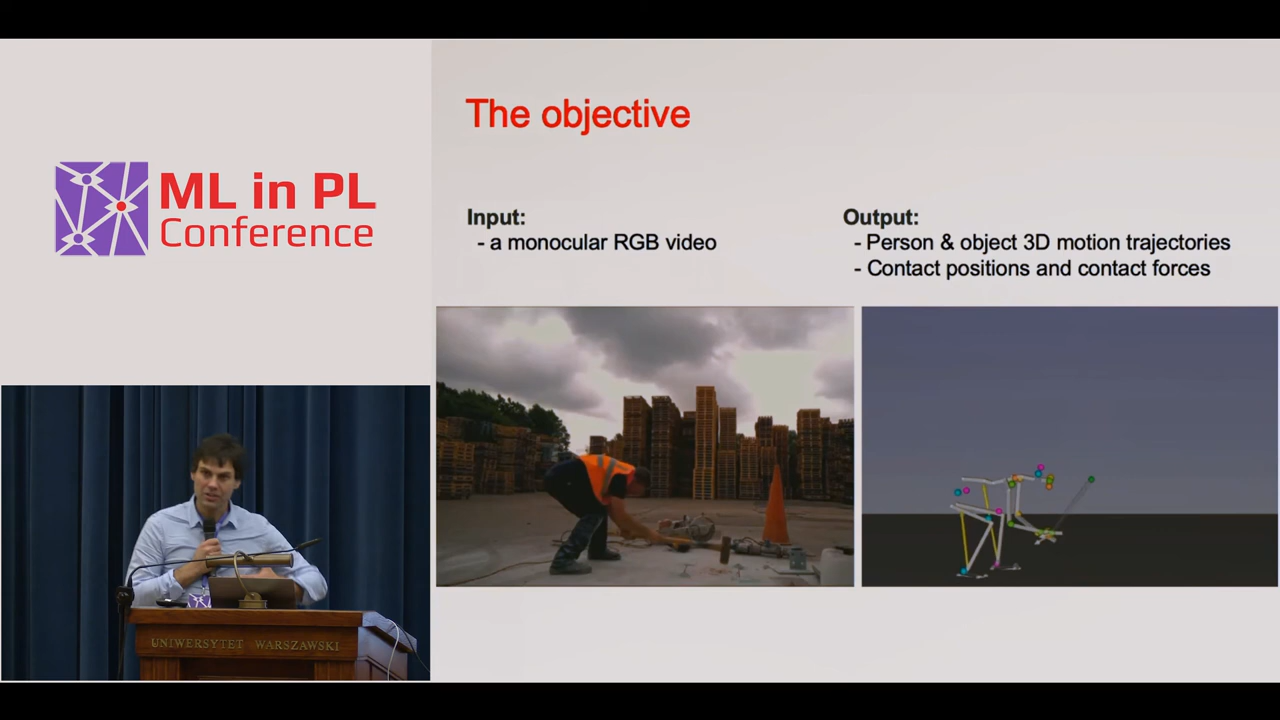 ML in PL
Conference
The objective
Input:
- a monocular RGB video
Output:
- Person & object 3D motion trajectories
- Contact positions and contact forces
UNIWERSYTET WARSZAWSKI